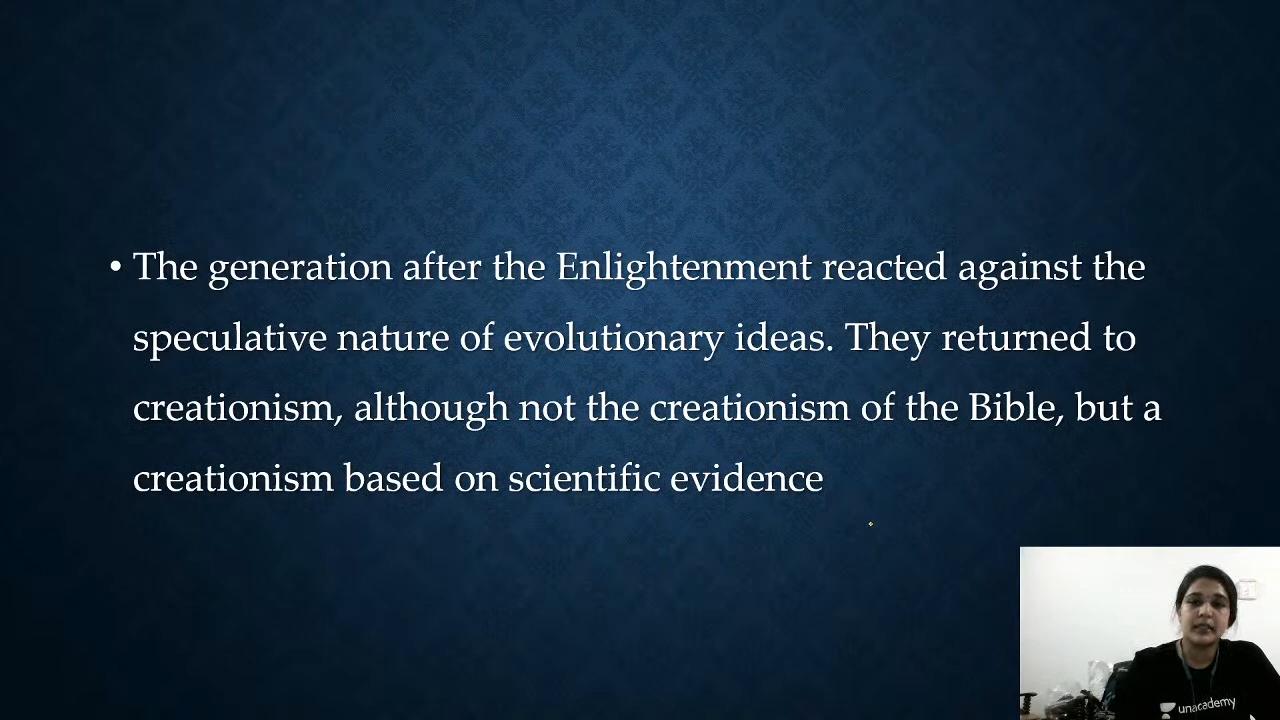 • The generation after the Enlightenment reacted against the
speculative nature of evolutionary ideas. They returned to
creationism, although not the creationism of the Bible, but a
creationism based on scientific evidence
unacademy